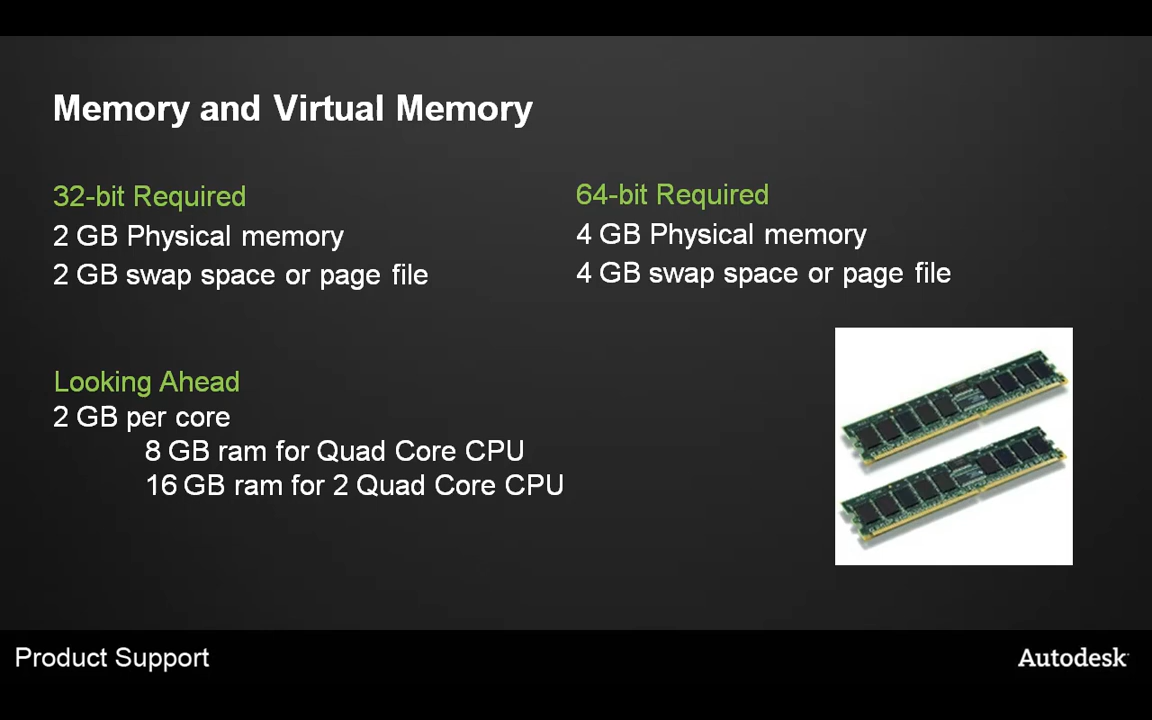 Memory and Virtual Memory
32-bit Required
2 GB Physical memory
2 GB swap space or page file
64-bit Required
4 GB Physical memory
4 GB swap space or page file
Looking Ahead
2 GB per core
8 GB ram for Quad Core CPU
16 GB ram for 2 Quad Core CPU
Product Support
Autodesk